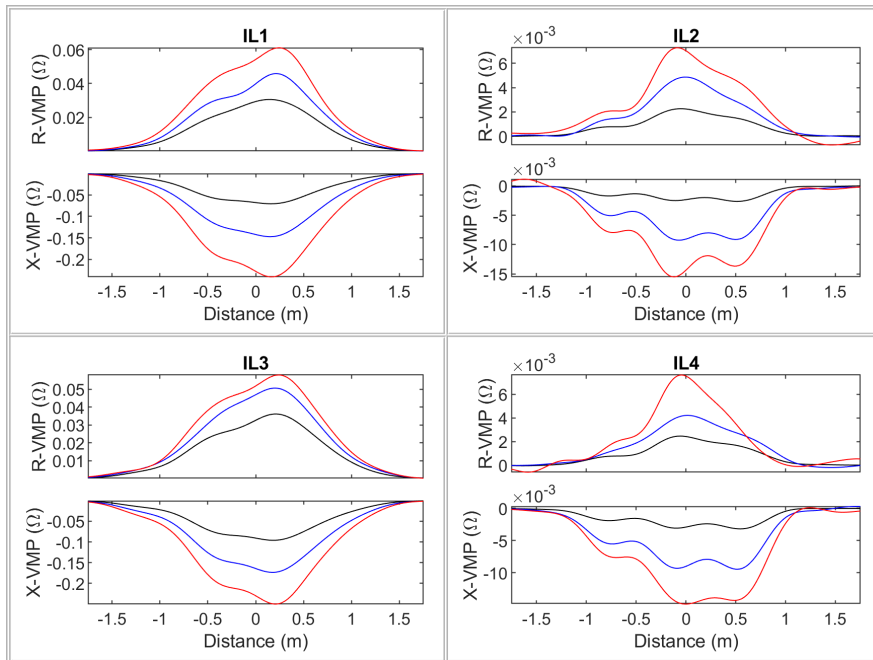 IL1
R-VMP (Ω)
0.06
0.04
0.02
X-VMP (Ω)
-0.05
-0.1
-0.15
-0.2
-1.5 -1 -0.5 0 0.5 1 1.5
Distance (m)
IL2
×10⁻³
R-VMP (Ω)
6
4
2
0
×10⁻³
X-VMP (Ω)
0
-5
-10
-15
-1.5 -1 -0.5 0 0.5 1 1.5
Distance (m)
IL3
R-VMP (Ω)
0.05
0.04
0.03
0.02
0.01
X-VMP (Ω)
-0.05
-0.1
-0.15
-0.2
-1.5 -1 -0.5 0 0.5 1 1.5
Distance (m)
IL4
×10⁻³
R-VMP (Ω)
6
4
2
0
×10⁻³
X-VMP (Ω)
0
-5
-10
-1.5 -1 -0.5 0 0.5 1 1.5
Distance (m)